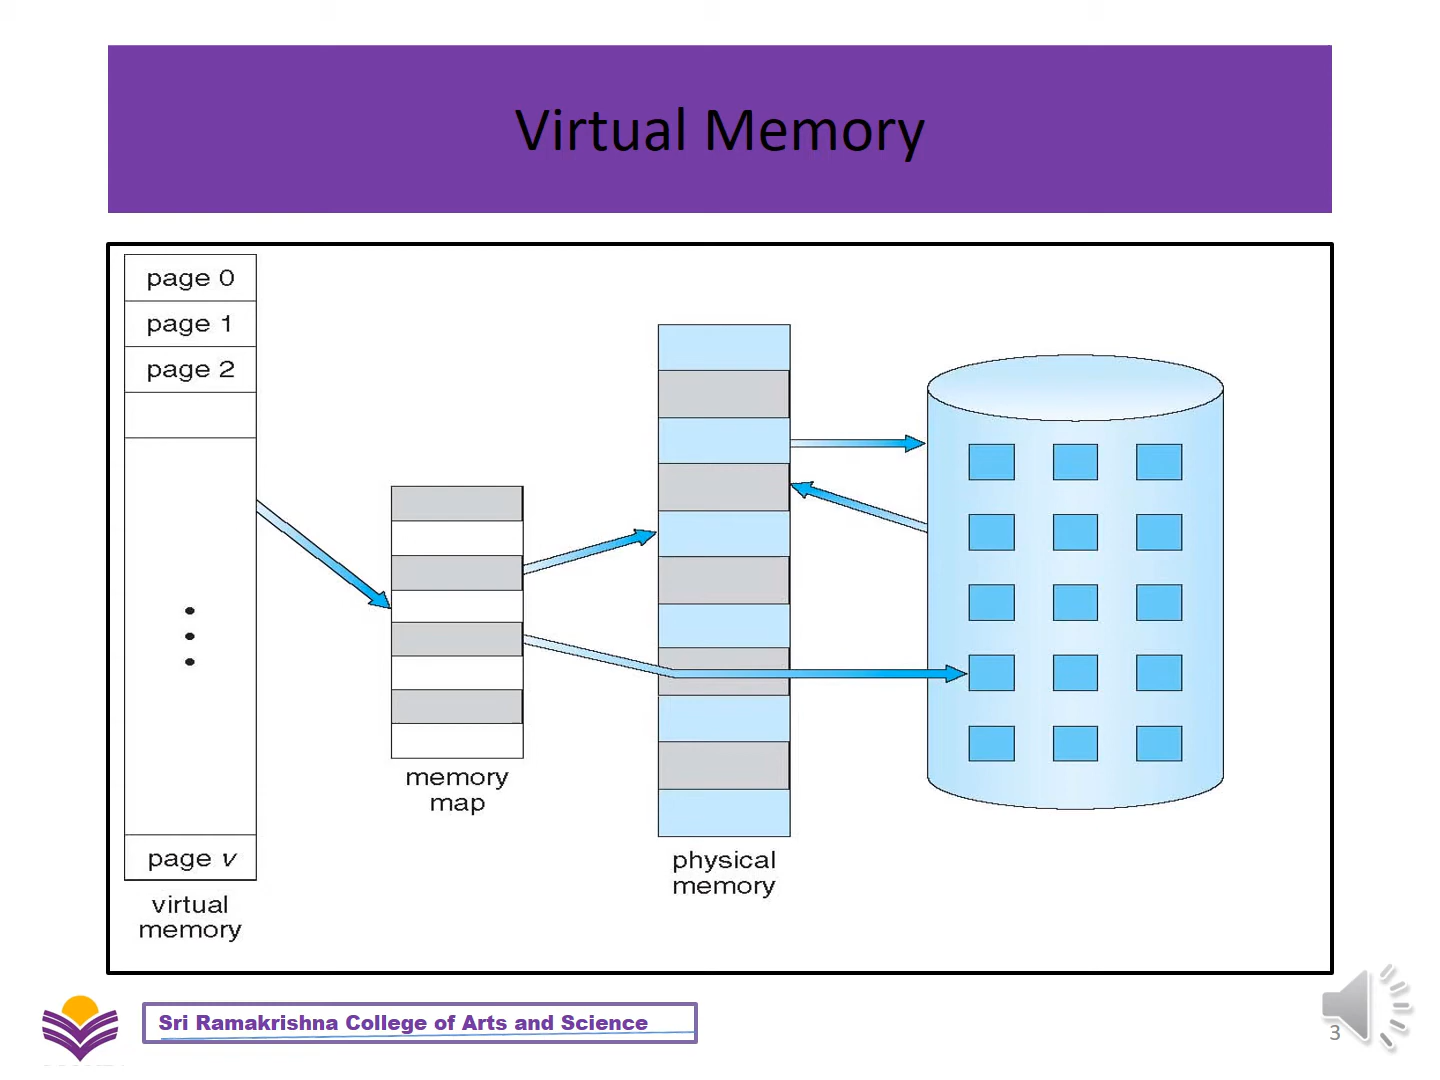 Virtual Memory
page 0
page 1
page 2
page v
virtual
memory
memory
map
physical
memory
Sri Ramakrishna College of Arts and Science
3